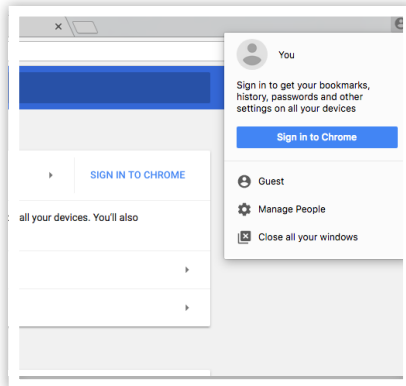 You
Sign in to get your bookmarks,
history, passwords and other
settings on all your devices
Sign in to Chrome
SIGN IN TO CHROME
Guest
all your devices. You'll also
Manage People
Close all your windows